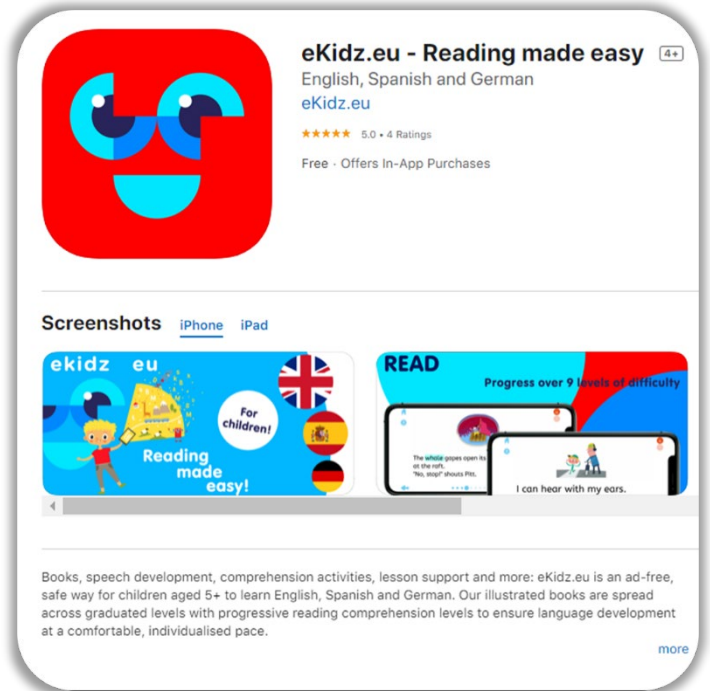 eKidz.eu - Reading made easy 4+
English, Spanish and German
eKidz.eu
5.0 • 4 Ratings
Free · Offers In-App Purchases
Screenshots iPhone iPad
ekidz eu
For
children!
Reading
made
easy!
READ
Progress over 9 levels of difficulty
The whale gapes open its
at the raft.
"No, stop!" shouts Pitt,
I can hear with my ears.
Books, speech development, comprehension activities, lesson support and more: eKidz.eu is an ad-free,
safe way for children aged 5+ to learn English, Spanish and German. Our illustrated books are spread
across graduated levels with progressive reading comprehension levels to ensure language development
at a comfortable, individualised pace.
more